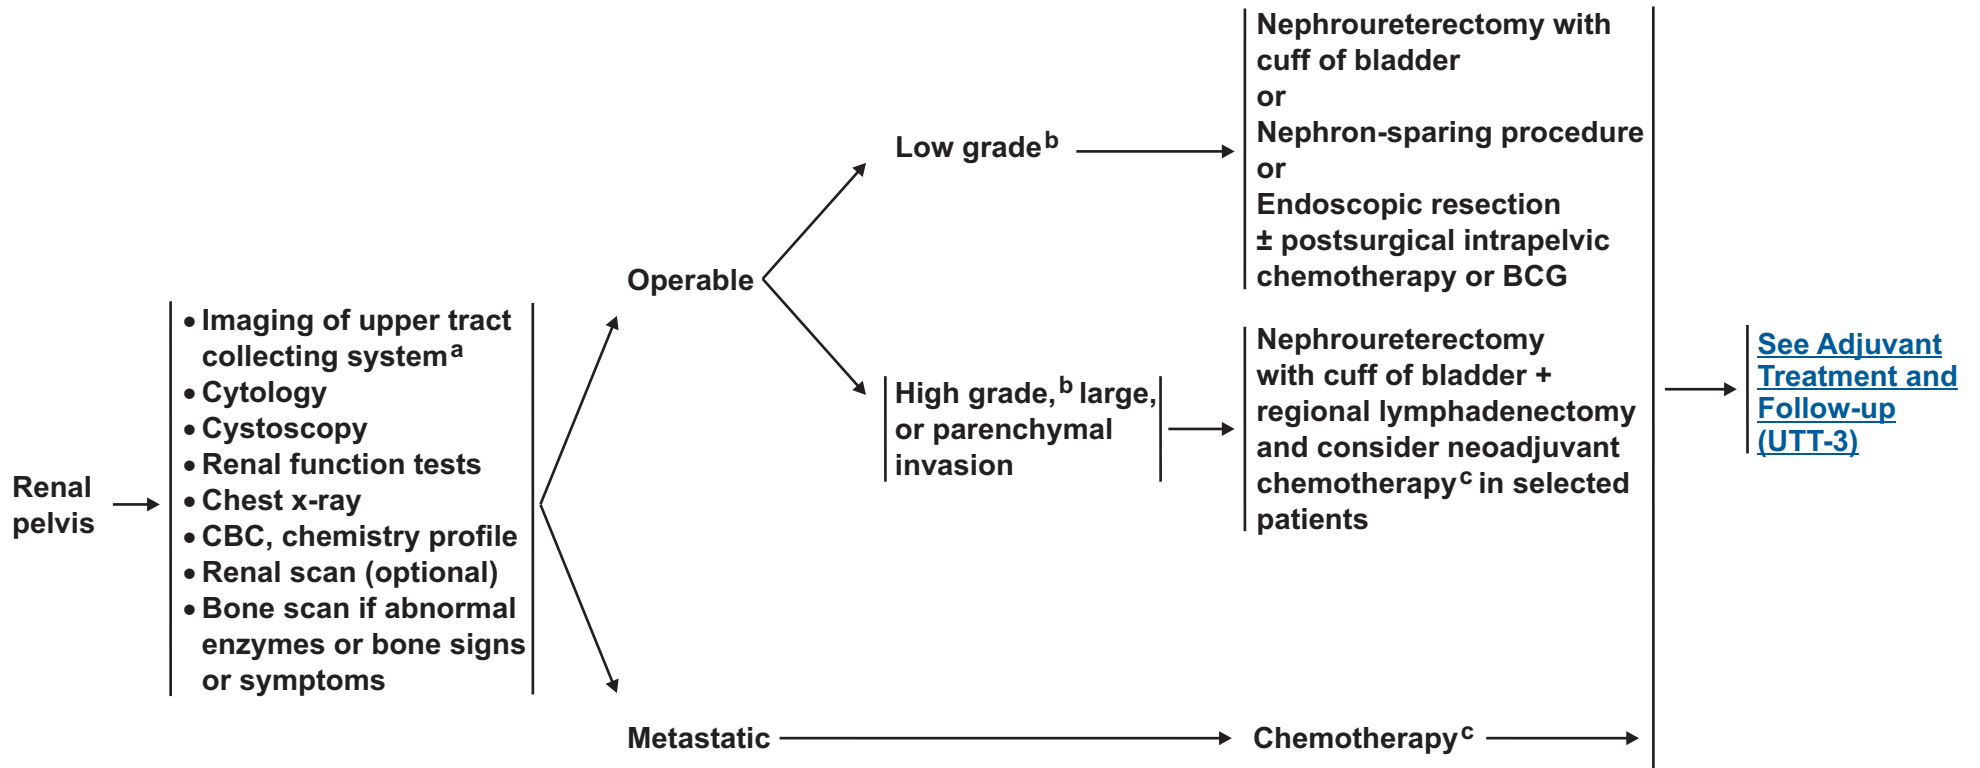 Renal
pelvis
• Imaging of upper tract
collecting system a
• Cytology
• Cystoscopy
• Renal function tests
• Chest x-ray
• CBC, chemistry profile
• Renal scan (optional)
• Bone scan if abnormal
enzymes or bone signs
or symptoms
Operable
Low grade b
Nephroureterectomy with
cuff of bladder
or
Nephron-sparing procedure
or
Endoscopic resection
± postsurgical intrapelvic
chemotherapy or BCG
High grade, b large,
or parenchymal
invasion
Nephroureterectomy
with cuff of bladder +
regional lymphadenectomy
and consider neoadjuvant
chemotherapy c in selected
patients
Metastatic
Chemotherapy c
See Adjuvant
Treatment and
Follow-up
(UTT-3)